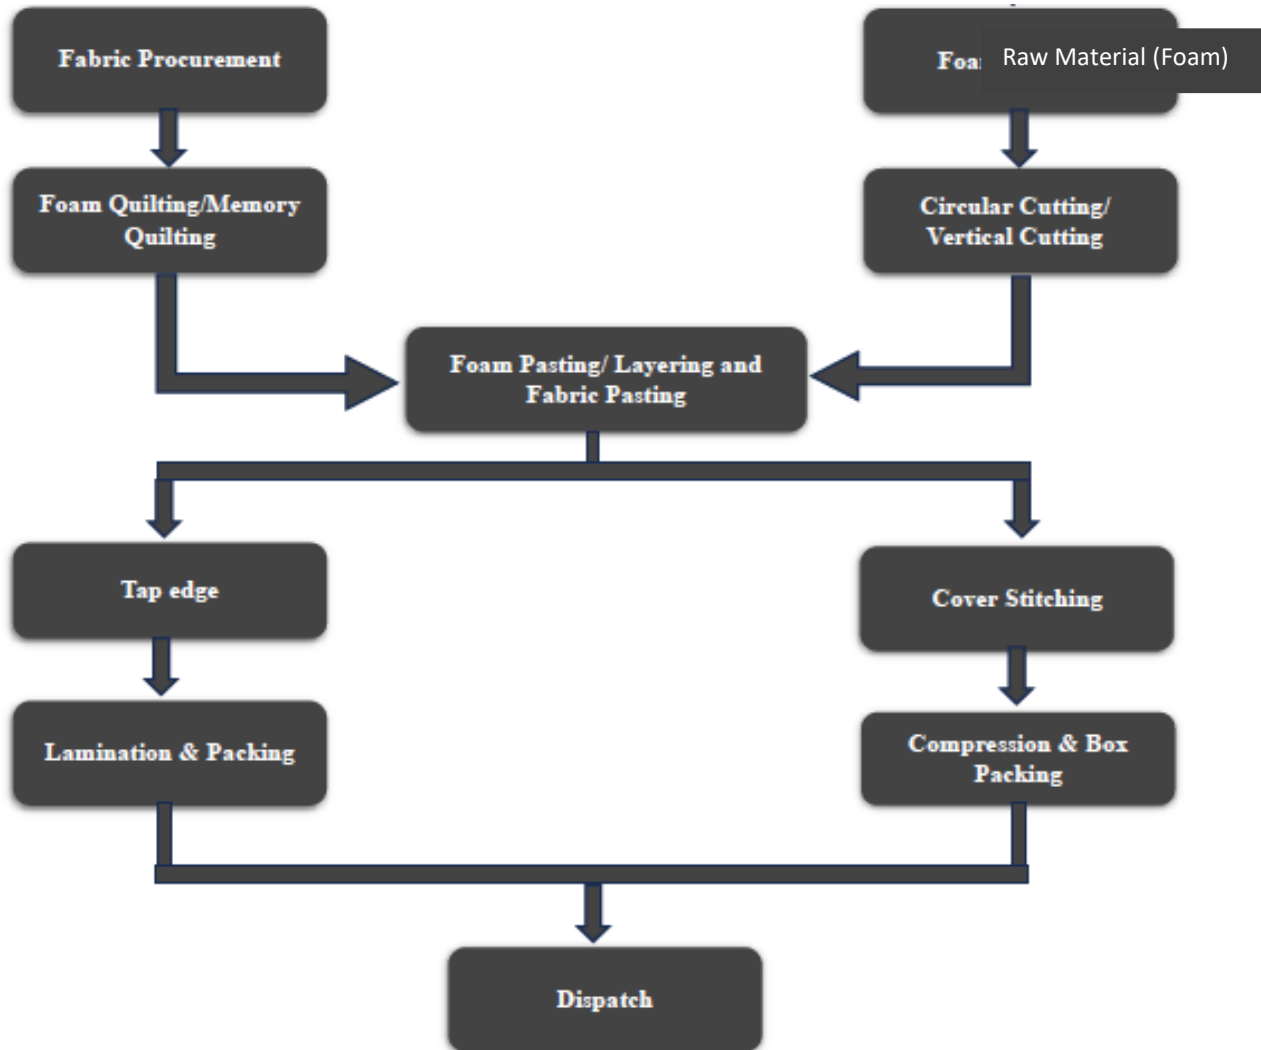 Fabric Procurement
Raw Material (Foam)
Foam Quilting/Memory
Quilting
Circular Cutting/
Vertical Cutting
Foam Pasting/ Layering and
Fabric Pasting
Tap edge
Cover Stitching
Lamination & Packing
Compression & Box
Packing
Dispatch